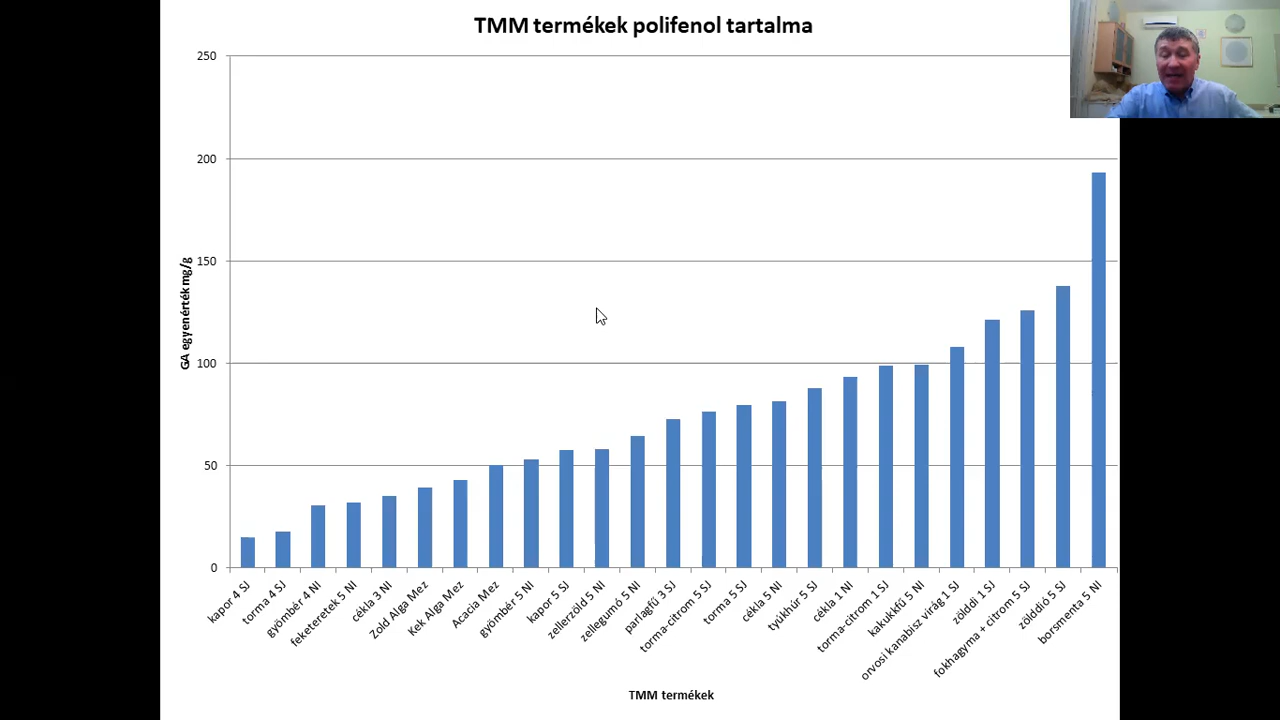 TMM termékek polifenol tartalma
250
200
150
100
50
0
GA egyenérték mg/g
kapor 4 SJ
torma 4 SJ
gyömbér 4 NI
feketeretek 5 NI
cékla 3 NI
Zold Alga Mez
Kek Alga Mez
Acacia Mez
gyömbér 5 NI
kapor 5 SJ
zellerzöld 5 NI
zellegumó 5 NI
parlagfű 3 SJ
torma-citrom 5 SJ
torma 5 SJ
cékla 5 NI
tyúkhúr 5 SJ
cékla 1 NI
torma-citrom 1 SJ
kakukkfű 5 NI
orvosi kanabisz virág 1 SJ
zölddi 1 SJ
fokhagyma + citrom 5 SJ
zölddió 5 SJ
borsmenta 5 NI
TMM termékek